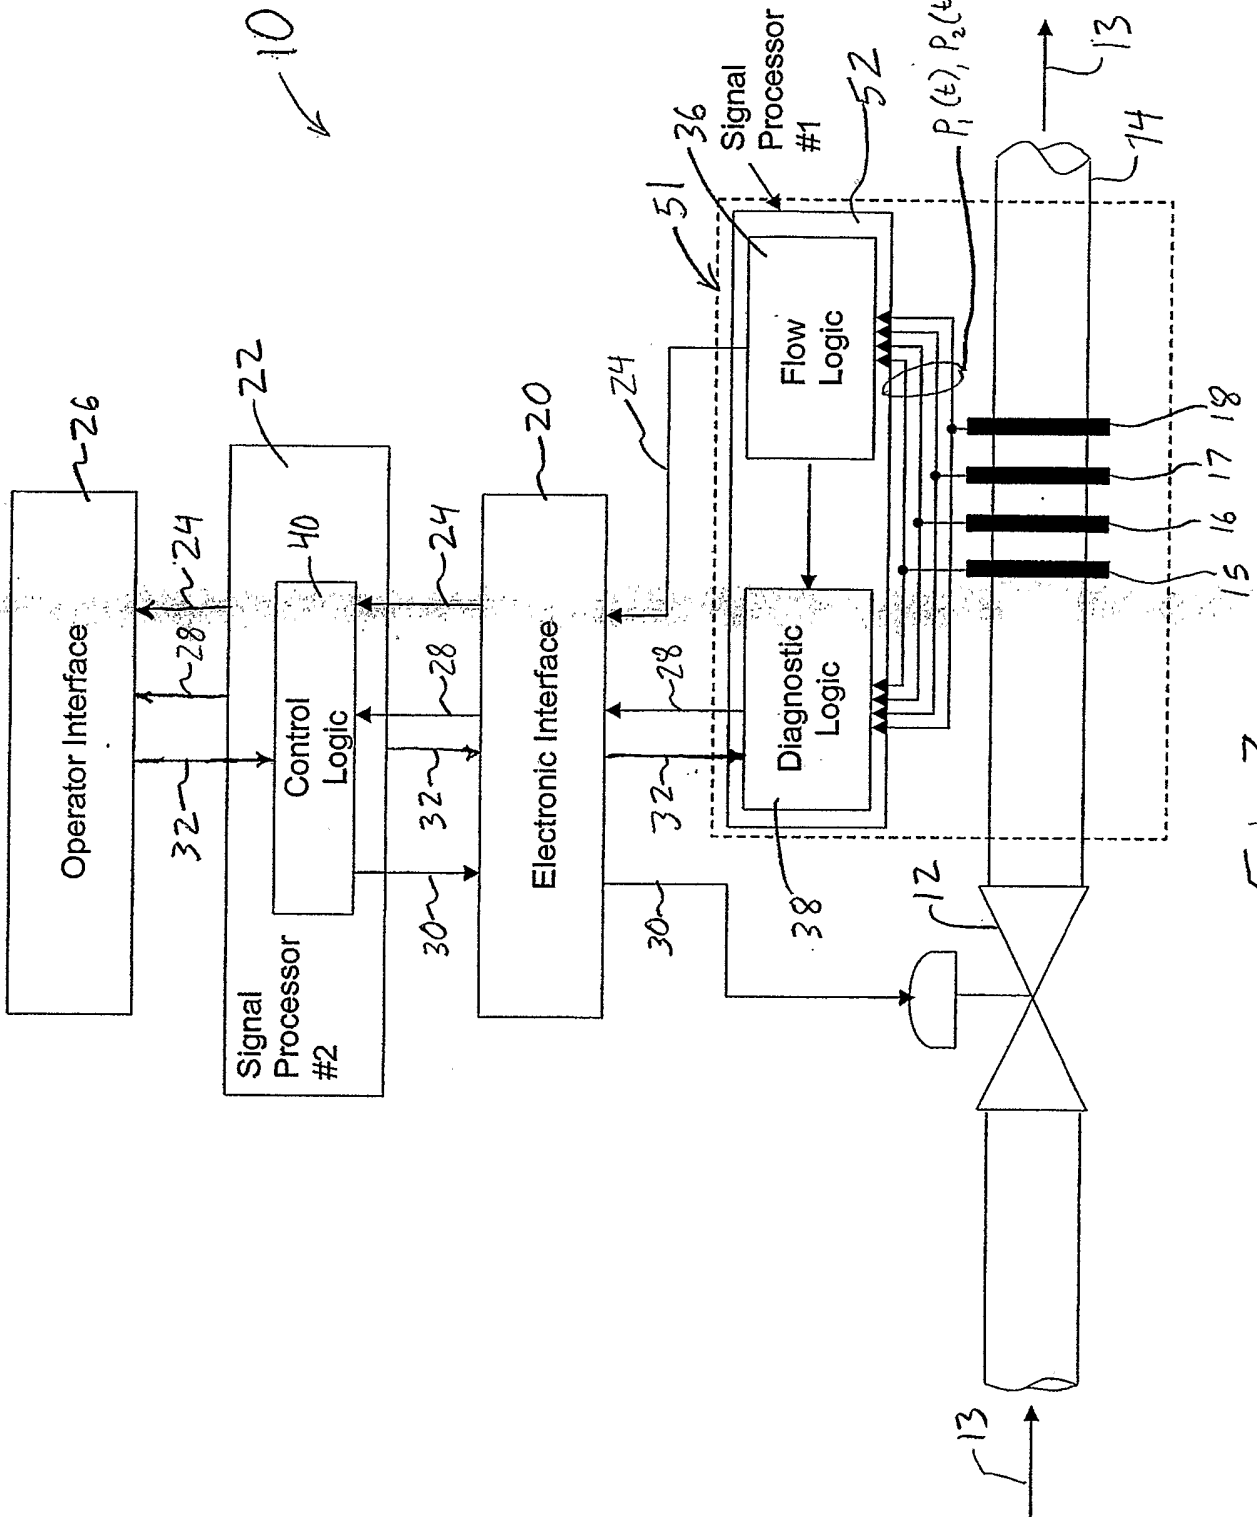 10
Operator Interface
26
32
28
24
22
Signal
Processor
#2
Control
Logic
40
30
32
28
24
Electronic Interface
20
30
32
28
24
51
36
Signal
Processor
#1
52
38
Diagnostic
Logic
Flow
Logic
P₁(t), P₂(t
12
13
13
14
15
16
17
18